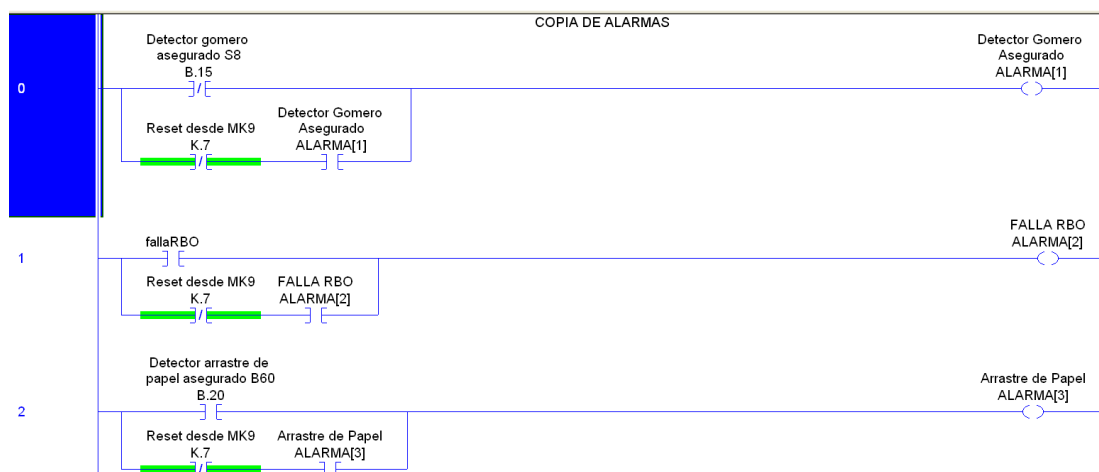 COPIA DE ALARMAS
Detector gomero
asegurado S8
B.15
Detector Gomero
Asegurado
ALARMA[1]
0
Reset desde MK9
K.7
Detector Gomero
Asegurado
ALARMA[1]
fallaRBO
FALLA RBO
ALARMA[2]
1
Reset desde MK9
K.7
FALLA RBO
ALARMA[2]
Detector arrastre de
papel asegurado B60
B.20
Arrastre de Papel
ALARMA[3]
2
Reset desde MK9
K.7
Arrastre de Papel
ALARMA[3]